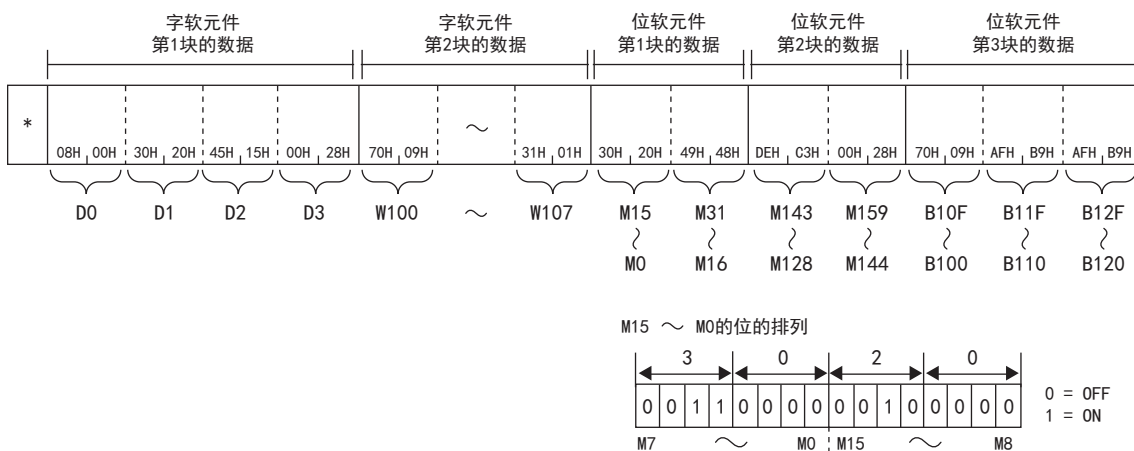 字软元件 字软元件 位软元件 位软元件 位软元件
第1块的数据 第2块的数据 第1块的数据 第2块的数据 第3块的数据
* ～
08H 00H 30H 20H 45H 15H 00H 28H 70H 09H 31H 01H 30H 20H 49H 48H DEH C3H 00H 28H 70H 09H AFH B9H AFH B9H
D0 D1 D2 D3 W100 ～ W107 M15 M31 M143 M159 B10F B11F B12F
～ ～ ～ ～ ～ ～ ～
M0 M16 M128 M144 B100 B110 B120
M15 ～ M0的位的排列
3 0 2 0
0 0 1 1 0 0 0 0 0 0 1 0 0 0 0 0
0 = OFF
1 = ON
M7 ～ M0 M15 ～ M8